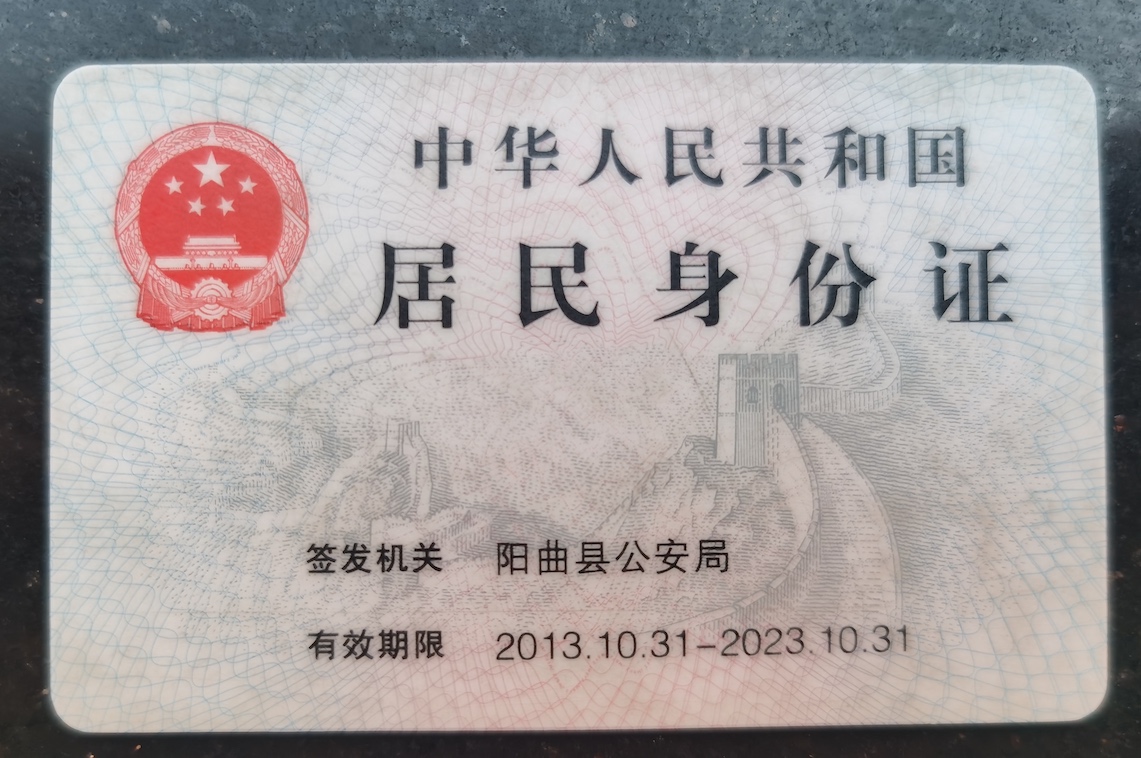 中华人民共和国
居民身份证
签发机关 阳曲县公安局
有效期限 2013.10.31-2023.10.31